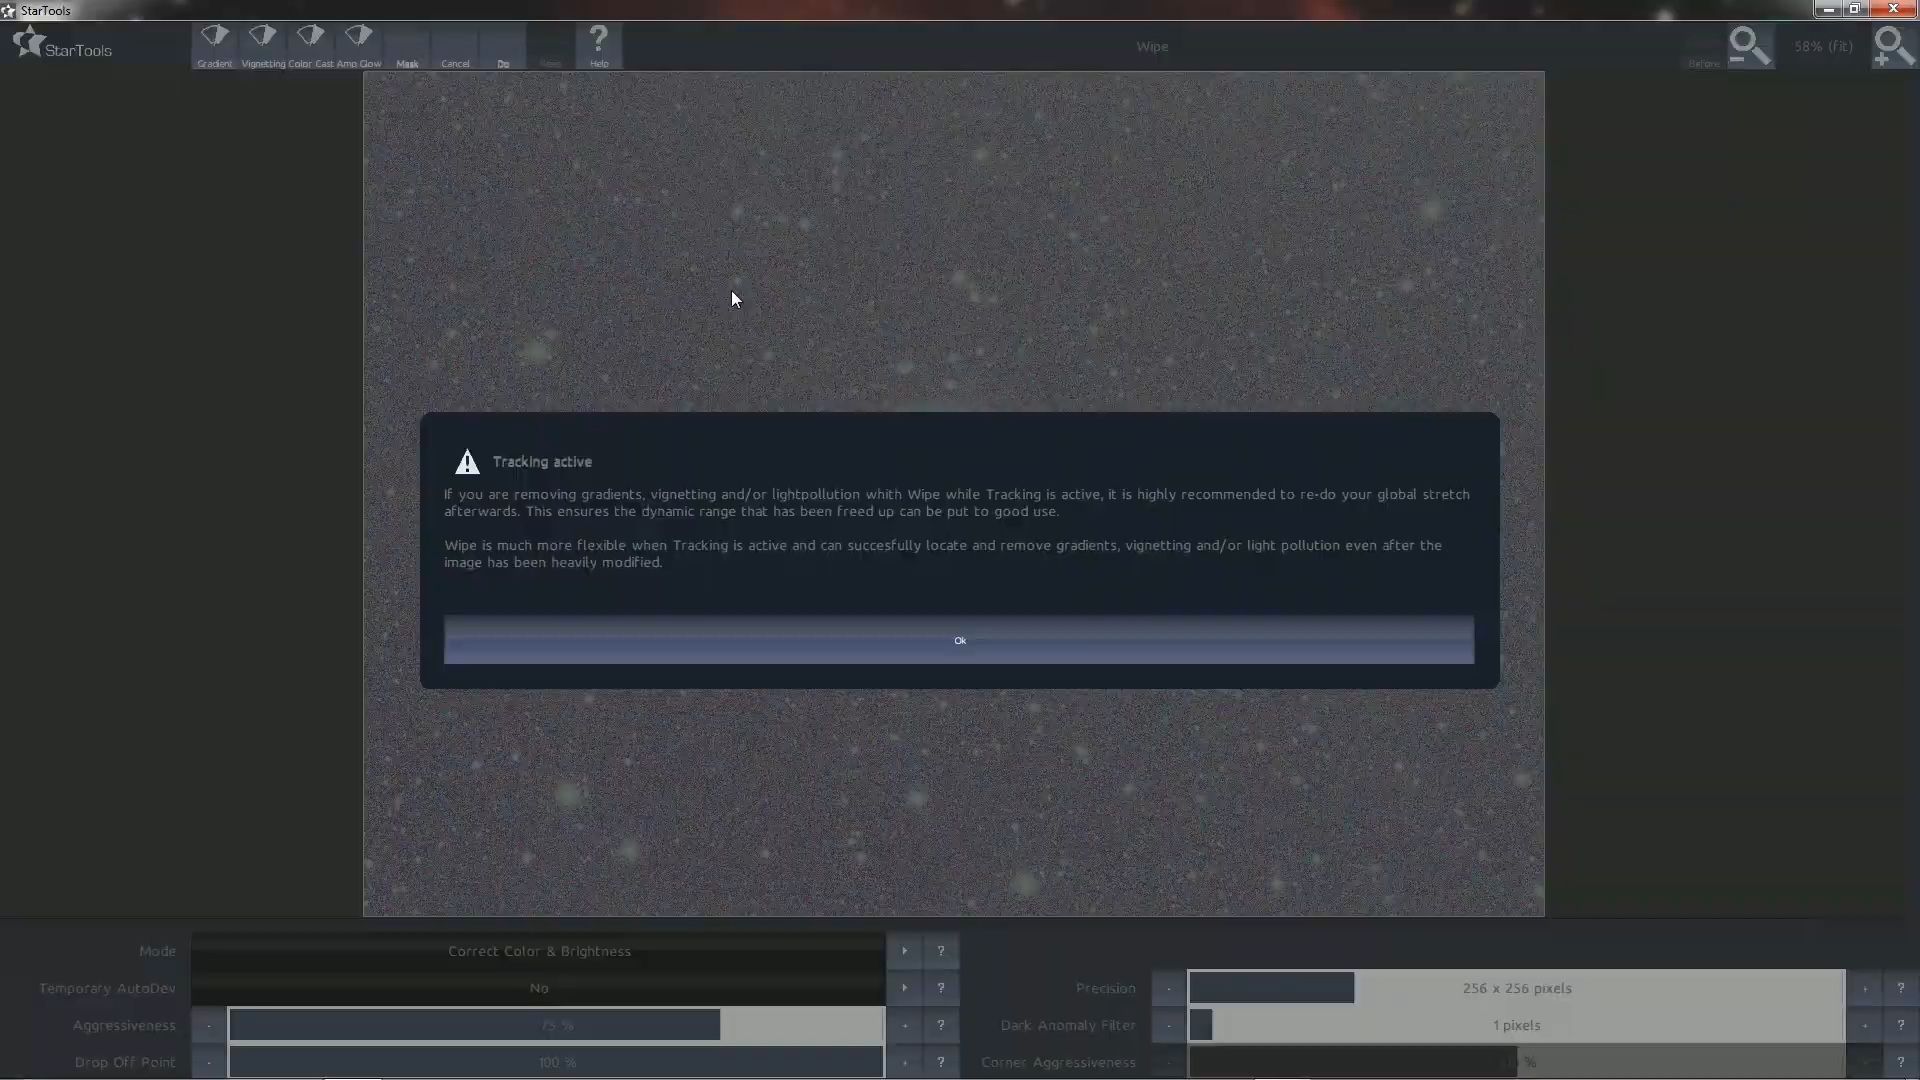 StarTools
StarTools
Gradient Vignetting Color Cast Amp Glow Mask Cancel Do Help
Wipe
Before
58% (fit)
Tracking active
If you are removing gradients, vignetting and/or lightpollution whith Wipe while Tracking is active, it is highly recommended to re-do your global stretch
afterwards. This ensures the dynamic range that has been freed up can be put to good use.
Wipe is much more flexible when Tracking is active and can succesfully locate and remove gradients, vignetting and/or light pollution even after the
image has been heavily modified.
Ok
Mode Correct Color & Brightness ?
Temporary AutoDev No ?
Aggressiveness - 75 % + ?
Drop Off Point - 100 % + ?
Precision - 256 x 256 pixels + ?
Dark Anomaly Filter - 1 pixels + ?
Corner Aggressiveness - % ?